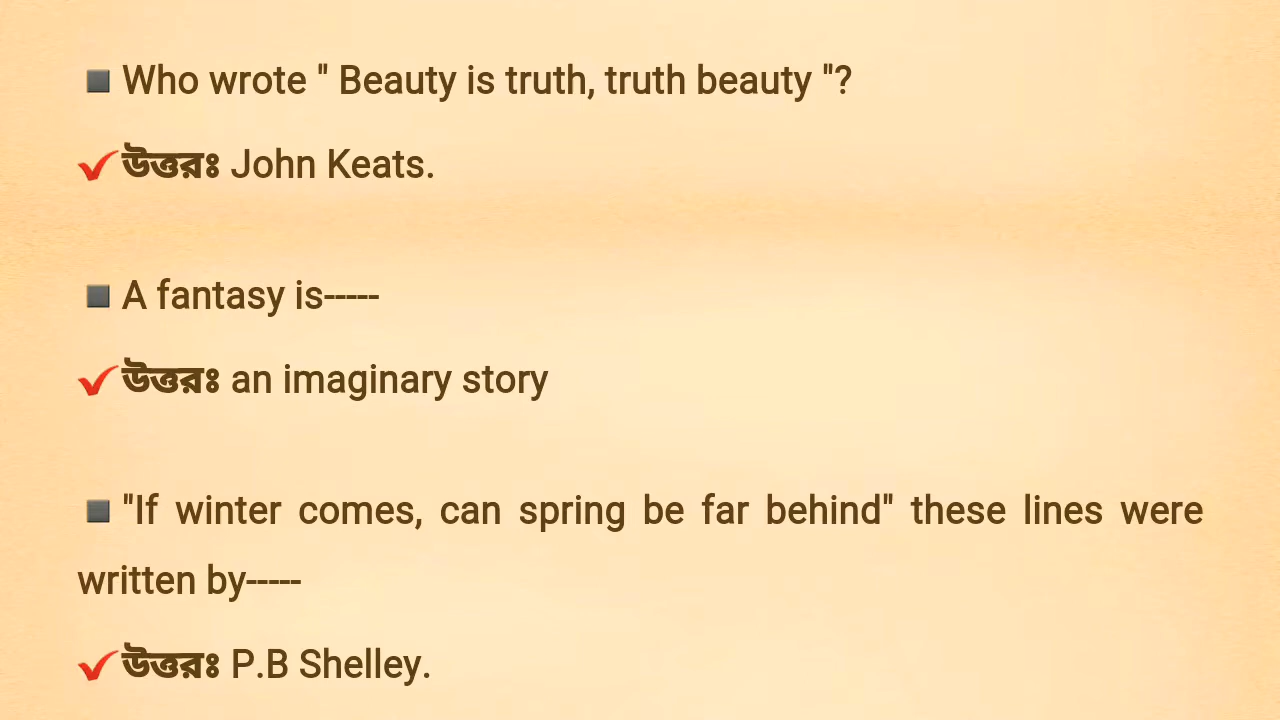 ◾Who wrote " Beauty is truth, truth beauty "?
✔উত্তরঃ John Keats.
◾A fantasy is-----
✔উত্তরঃ an imaginary story
◾"If winter comes, can spring be far behind" these lines were
written by-----
✔উত্তরঃ P.B Shelley.